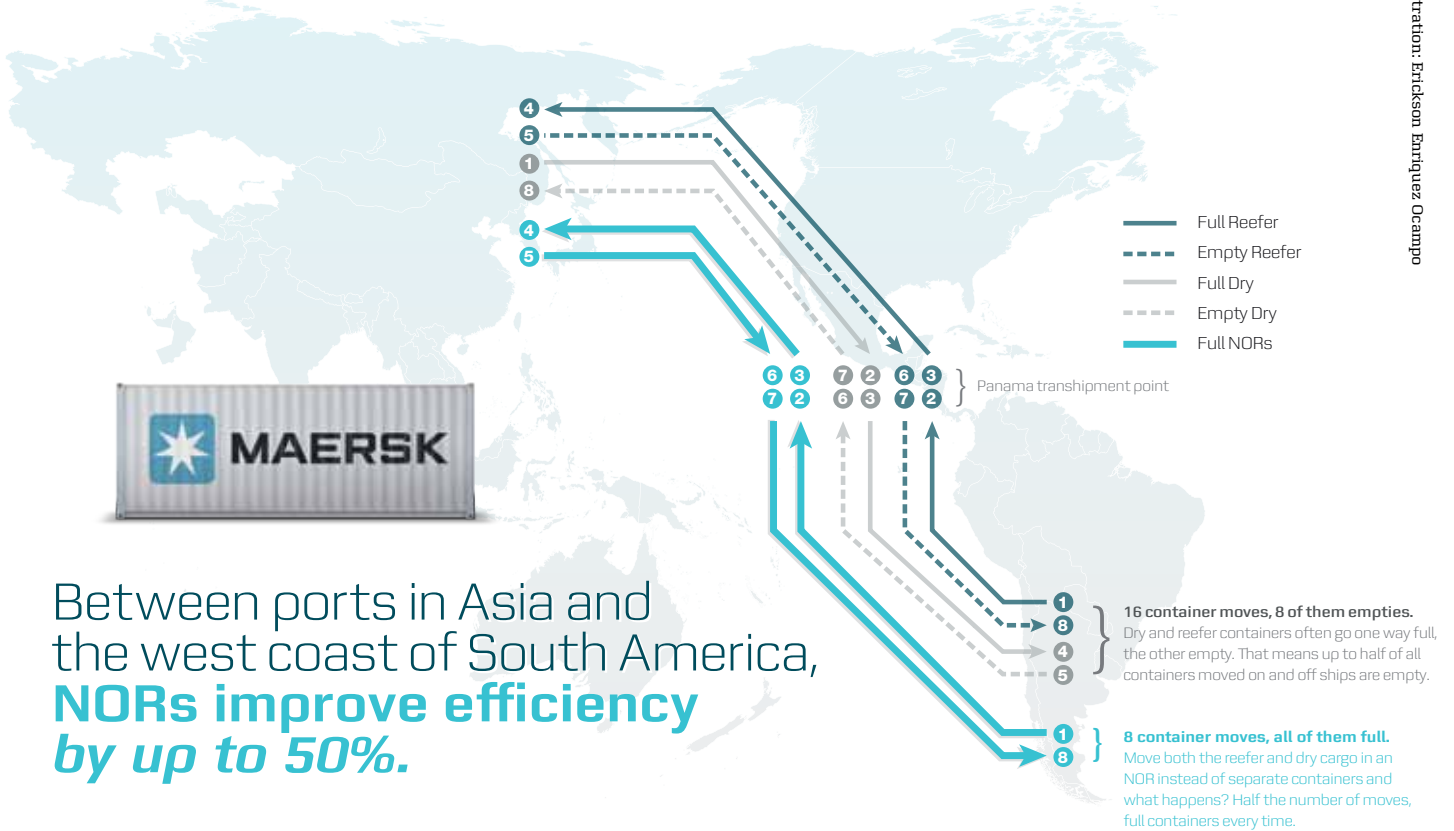 tration: Erickson Enriquez Ocampo
4
5
1
8
4
5
Full Reefer
Empty Reefer
Full Dry
Empty Dry
Full NORs
6 3 7 2 6 3
7 2 6 3 7 2
} Panama transhipment point
MAERSK
Between ports in Asia and
the west coast of South America,
NORs improve efficiency
by up to 50%.
1
8
4
5
16 container moves, 8 of them empties.
Dry and reefer containers often go one way full,
the other empty. That means up to half of all
containers moved on and off ships are empty.
1
8
8 container moves, all of them full.
Move both the reefer and dry cargo in an
NOR instead of separate containers and
what happens? Half the number of moves,
full containers every time.